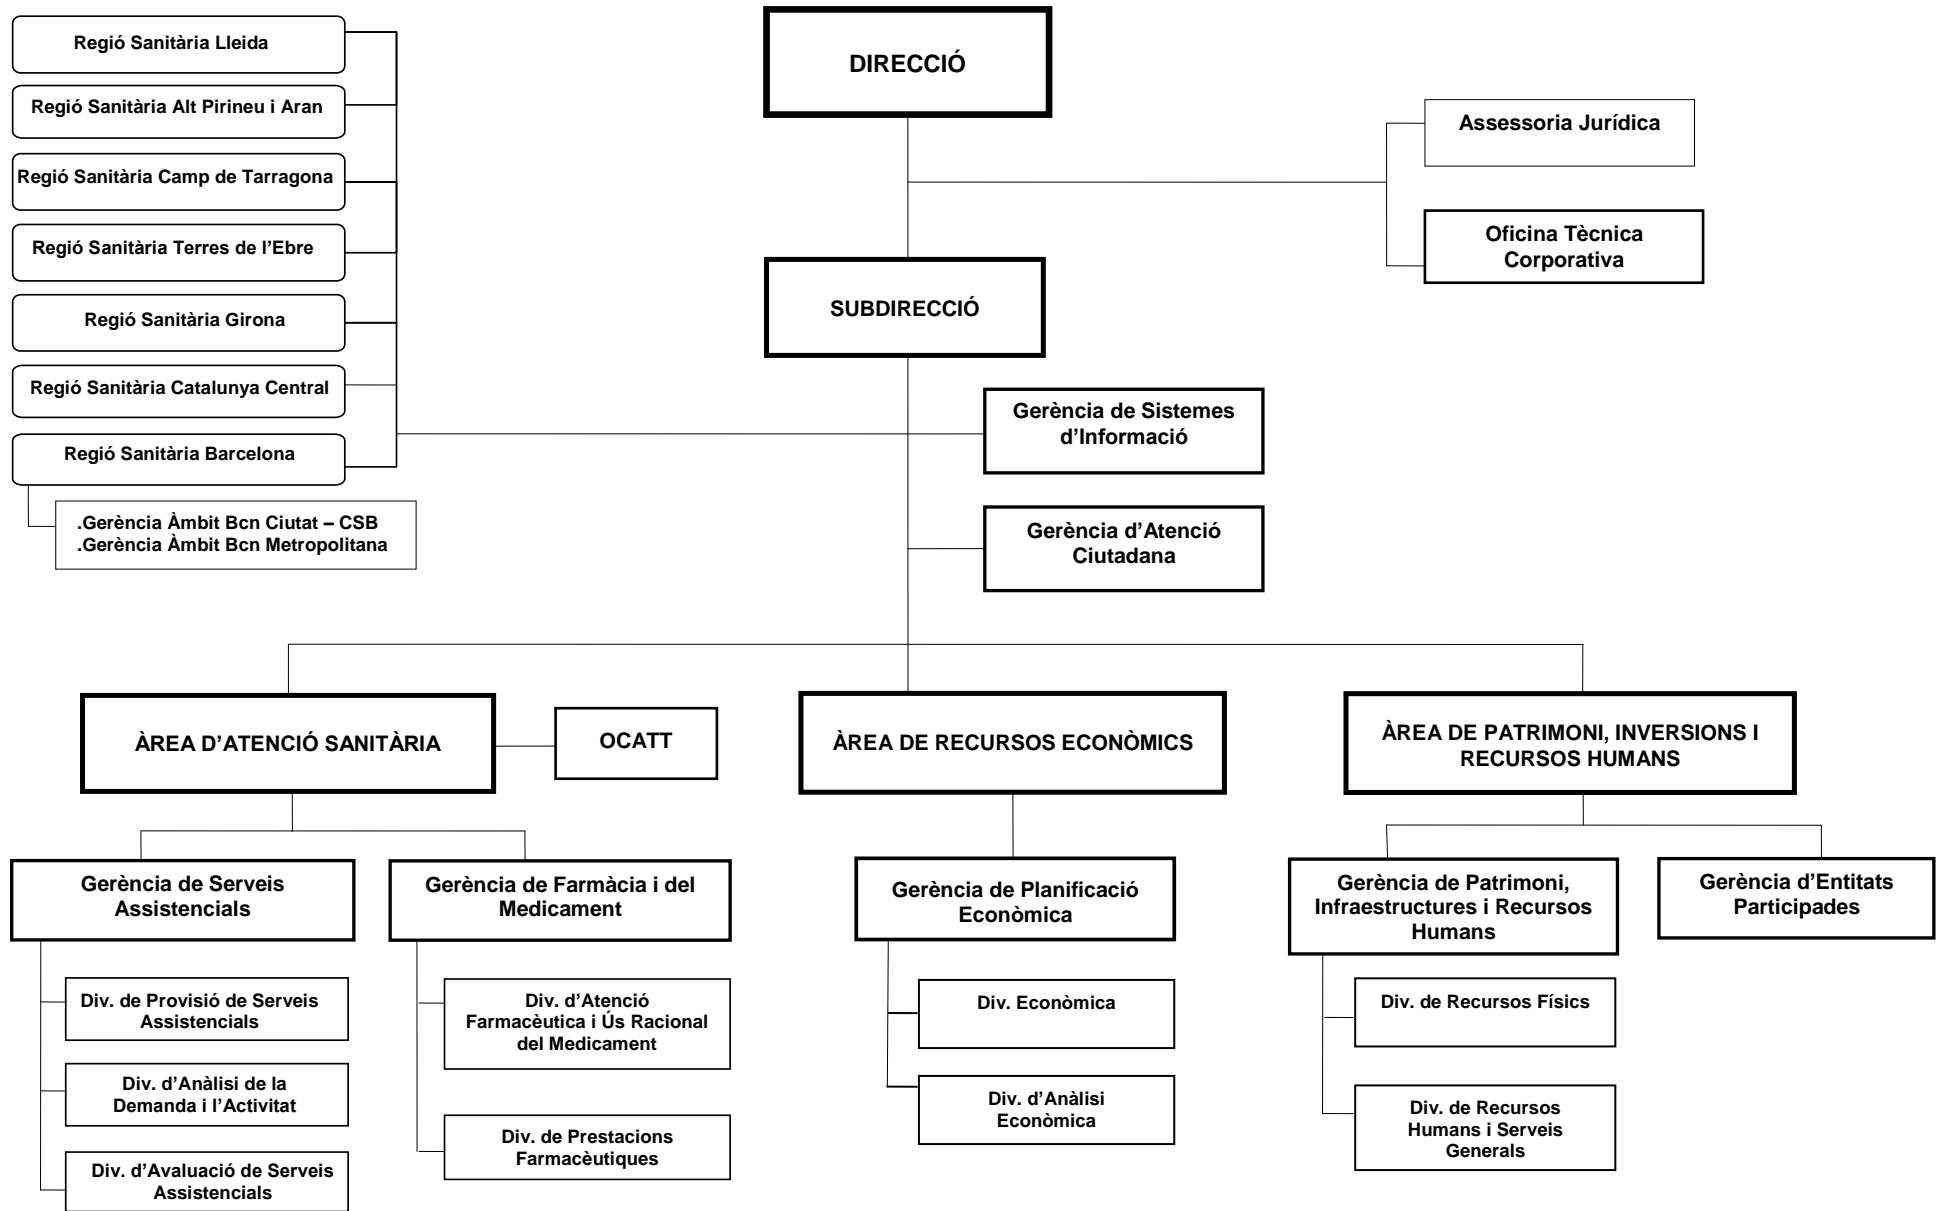 DIRECCIÓ
Regió Sanitària Lleida
Regió Sanitària Alt Pirineu i Aran
Regió Sanitària Camp de Tarragona
Regió Sanitària Terres de l’Ebre
Regió Sanitària Girona
Regió Sanitària Catalunya Central
Regió Sanitària Barcelona
.Gerència Àmbit Bcn Ciutat – CSB
.Gerència Àmbit Bcn Metropolitana
Assessoria Jurídica
Oficina Tècnica
Corporativa
SUBDIRECCIÓ
Gerència de Sistemes
d’Informació
Gerència d’Atenció
Ciutadana
ÀREA D’ATENCIÓ SANITÀRIA
OCATT
ÀREA DE RECURSOS ECONÒMICS
ÀREA DE PATRIMONI, INVERSIONS I
RECURSOS HUMANS
Gerència de Serveis
Assistencials
Gerència de Farmàcia i del
Medicament
Gerència de Planificació
Econòmica
Gerència de Patrimoni,
Infraestructures i Recursos
Humans
Gerència d’Entitats
Participades
Div. de Provisió de Serveis
Assistencials
Div. d’Anàlisi de la
Demanda i l’Activitat
Div. d’Avaluació de Serveis
Assistencials
Div. d’Atenció
Farmacèutica i Ús Racional
del Medicament
Div. de Prestacions
Farmacèutiques
Div. Econòmica
Div. d’Anàlisi
Econòmica
Div. de Recursos Físics
Div. de Recursos
Humans i Serveis
Generals